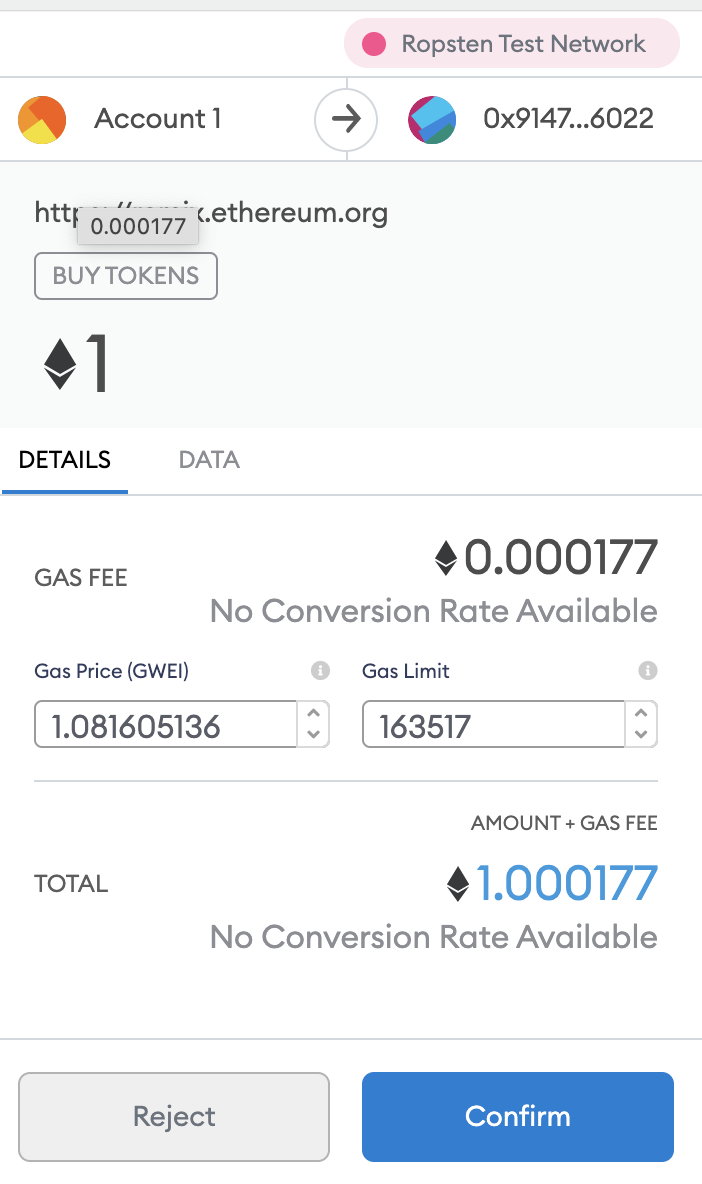 Ropsten Test Network
Account 1
0x9147...6022
http .ethereum.org
0.000177
BUY TOKENS
1
DETAILS
DATA
0.000177
GAS FEE
No Conversion Rate Available
Gas Price (GWEI)
Gas Limit
1.081605136
163517
AMOUNT + GAS FEE
TOTAL
1.000177
No Conversion Rate Available
Reject
Confirm